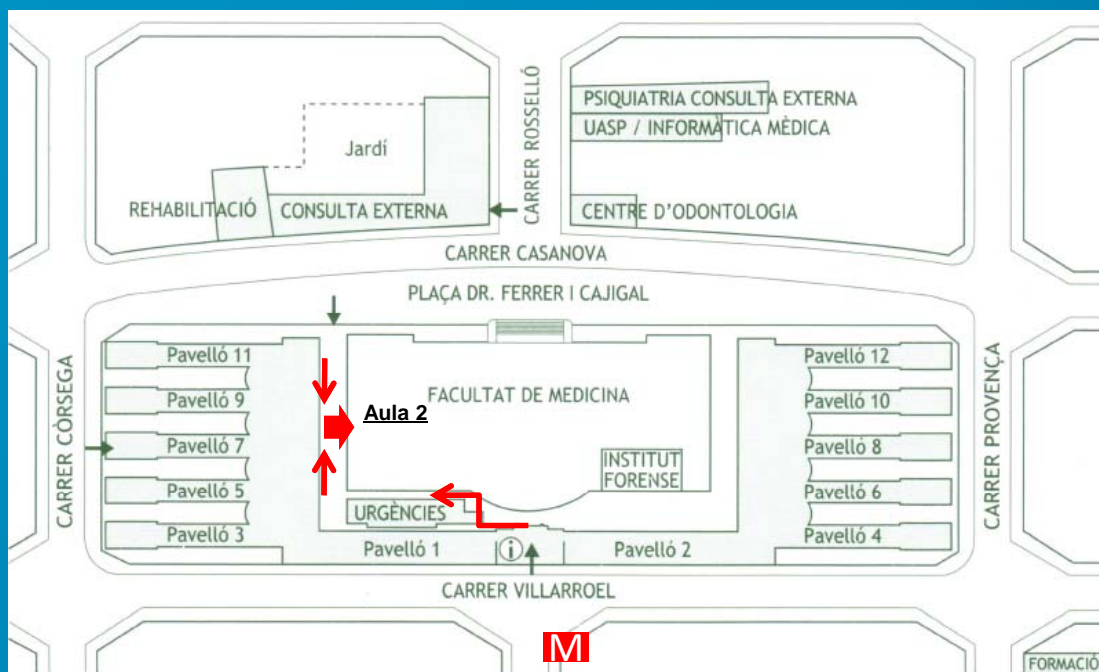 PSIQUIATRIA CONSULTA EXTERNA
UASP / INFORMÀTICA MÈDICA
Jardí
CARRER ROSSELLÓ
REHABILITACIÓ
CONSULTA EXTERNA
CENTRE D'ODONTOLOGIA
CARRER CASANOVA
PLAÇA DR. FERRER I CAJIGAL
CARRER CÒRSEGA
Pavelló 11
Pavelló 9
Pavelló 7
Pavelló 5
Pavelló 3
Aula 2
FACULTAT DE MEDICINA
INSTITUT
FORENSE
URGÈNCIES
Pavelló 1
i
Pavelló 2
Pavelló 12
Pavelló 10
Pavelló 8
Pavelló 6
Pavelló 4
CARRER PROVENÇA
CARRER VILLARROEL
M
FORMACIÓ